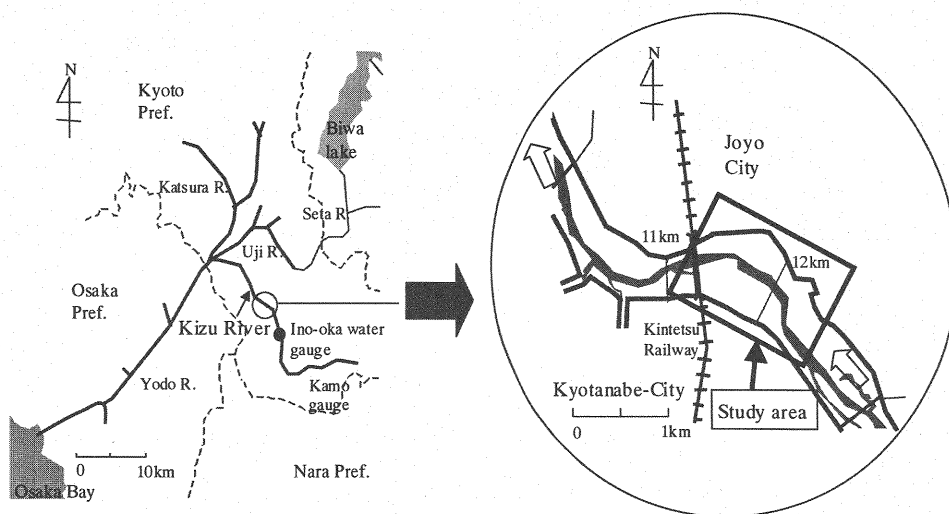 N
Kyoto
Pref.
Biwa
lake
Katsura R.
Seta R
Uji R.
Osaka
Pref.
Kizu River
Ino-oka water
gauge
Yodo R.
Kamo
gauge
0 10km
Nara Pref.
Osaka Bay
N
Joyo
City
11km
12km
Kintetsu
Railway
Kyotanabe-City
Study area
0 1km